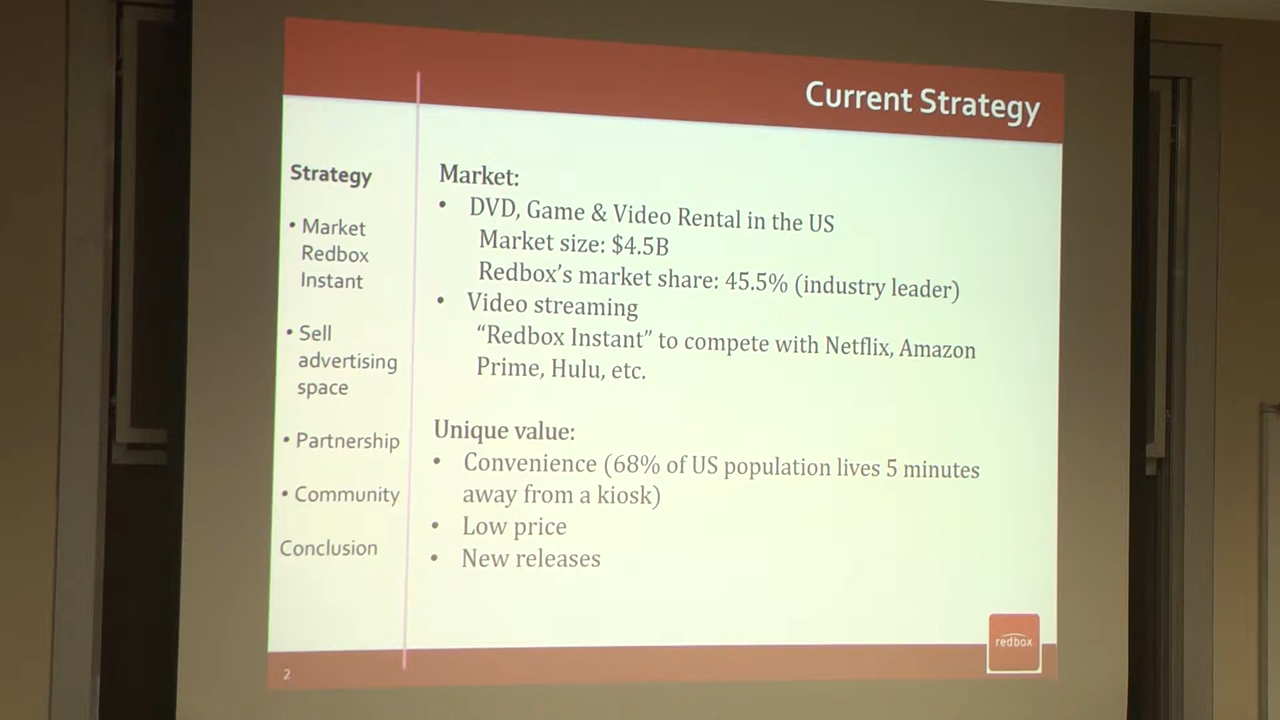 Current Strategy
Strategy
• Market
Redbox
Instant
• Sell
advertising
space
• Partnership
• Community
Conclusion
Market:
• DVD, Game & Video Rental in the US
Market size: $4.5B
Redbox's market share: 45.5% (industry leader)
• Video streaming
“Redbox Instant” to compete with Netflix, Amazon
Prime, Hulu, etc.
Unique value:
• Convenience (68% of US population lives 5 minutes
away from a kiosk)
• Low price
• New releases
redbox
2